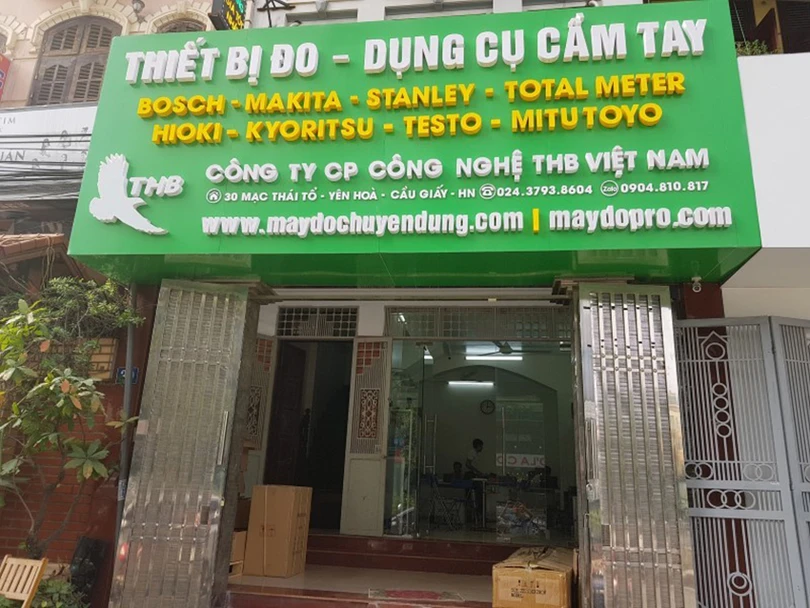 THIẾT BỊ ĐO - DỤNG CỤ CẦM TAY
BOSCH - MAKITA - STANLEY - TOTAL METER
HIOKI - KYORITSU - TESTO - MITUTOYO
THB
CÔNG TY CP CÔNG NGHỆ THB VIỆT NAM
30 MẠC THÁI TỔ - YÊN HOÀ - CẦU GIẤY - HN 024.3793.8604 Zalo 0904.810.817
www.maydochuyendung.com | maydopro.com